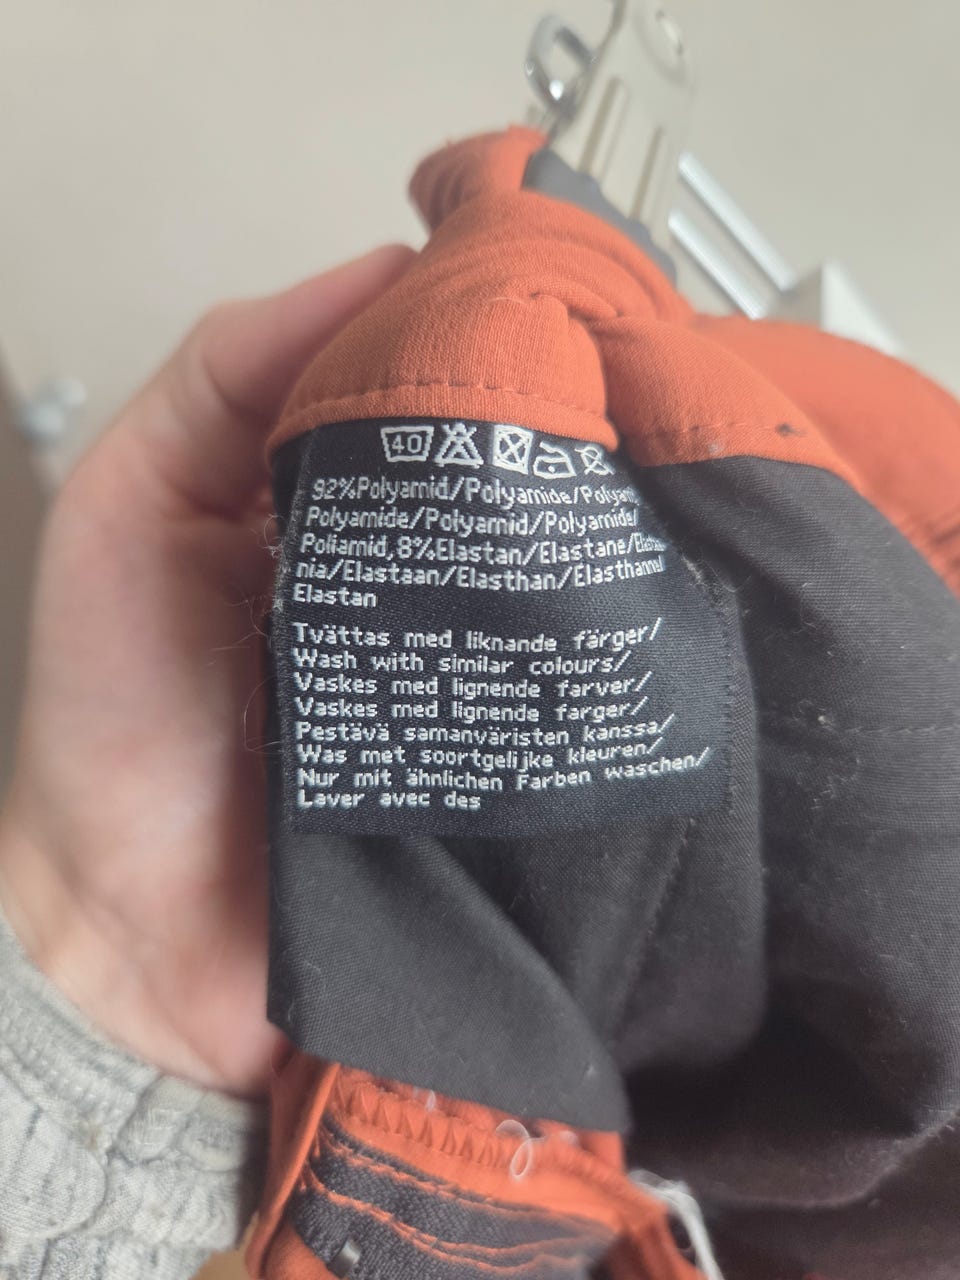 40
92%Polyamid/Polyamide/
Polyamide/Polyamid/Polyamide/
Poliamid,8%Elastan/Elastane/
nia/Elastaan/Elasthan/Elasthanne/
Elastan
Tvättas med liknande färger/
Wash with similar colours/
Vaskes med lignende farver/
Vaskes med lignende farger/
Pestävä samanväristen kanssa/
Was met soortgelijke kleuren/
Nur mit ähnlichen Farben waschen/
Laver avec des